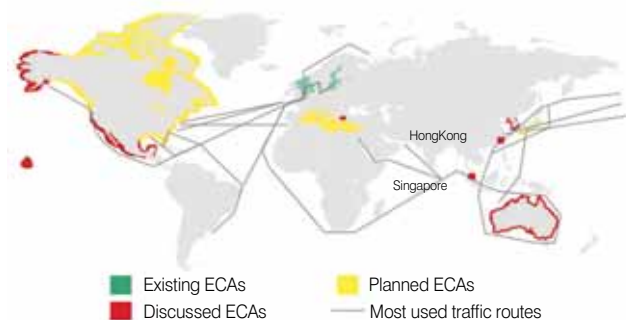 HongKong
Singapore
Existing ECAs
Planned ECAs
Discussed ECAs
Most used traffic routes